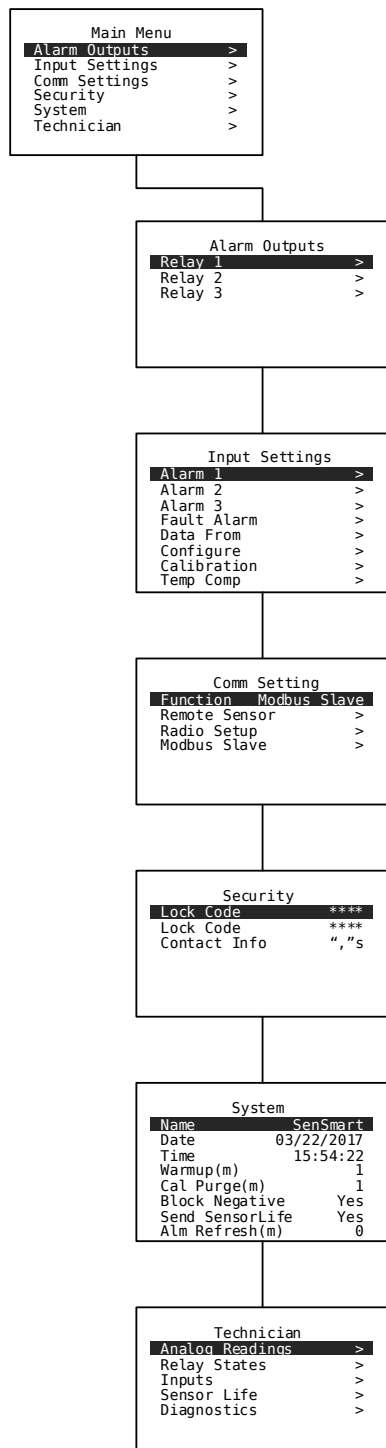 Main Menu
Alarm Outputs >
Input Settings >
Comm Settings >
Security >
System >
Technician >
Alarm Outputs
Relay 1 >
Relay 2 >
Relay 3 >
Input Settings
Alarm 1 >
Alarm 2 >
Alarm 3 >
Fault Alarm >
Data From >
Configure >
Calibration >
Temp Comp >
Comm Setting
Function Modbus Slave
Remote Sensor >
Radio Setup >
Modbus Slave >
Security
Lock Code ****
Lock Code ****
Contact Info “,”s
System
Name SenSmart
Date 03/22/2017
Time 15:54:22
Warmup(m) 1
Cal Purge(m) 1
Block Negative Yes
Send SensorLife Yes
Alm Refresh(m) 0
Technician
Analog Readings >
Relay States >
Inputs >
Sensor Life >
Diagnostics >